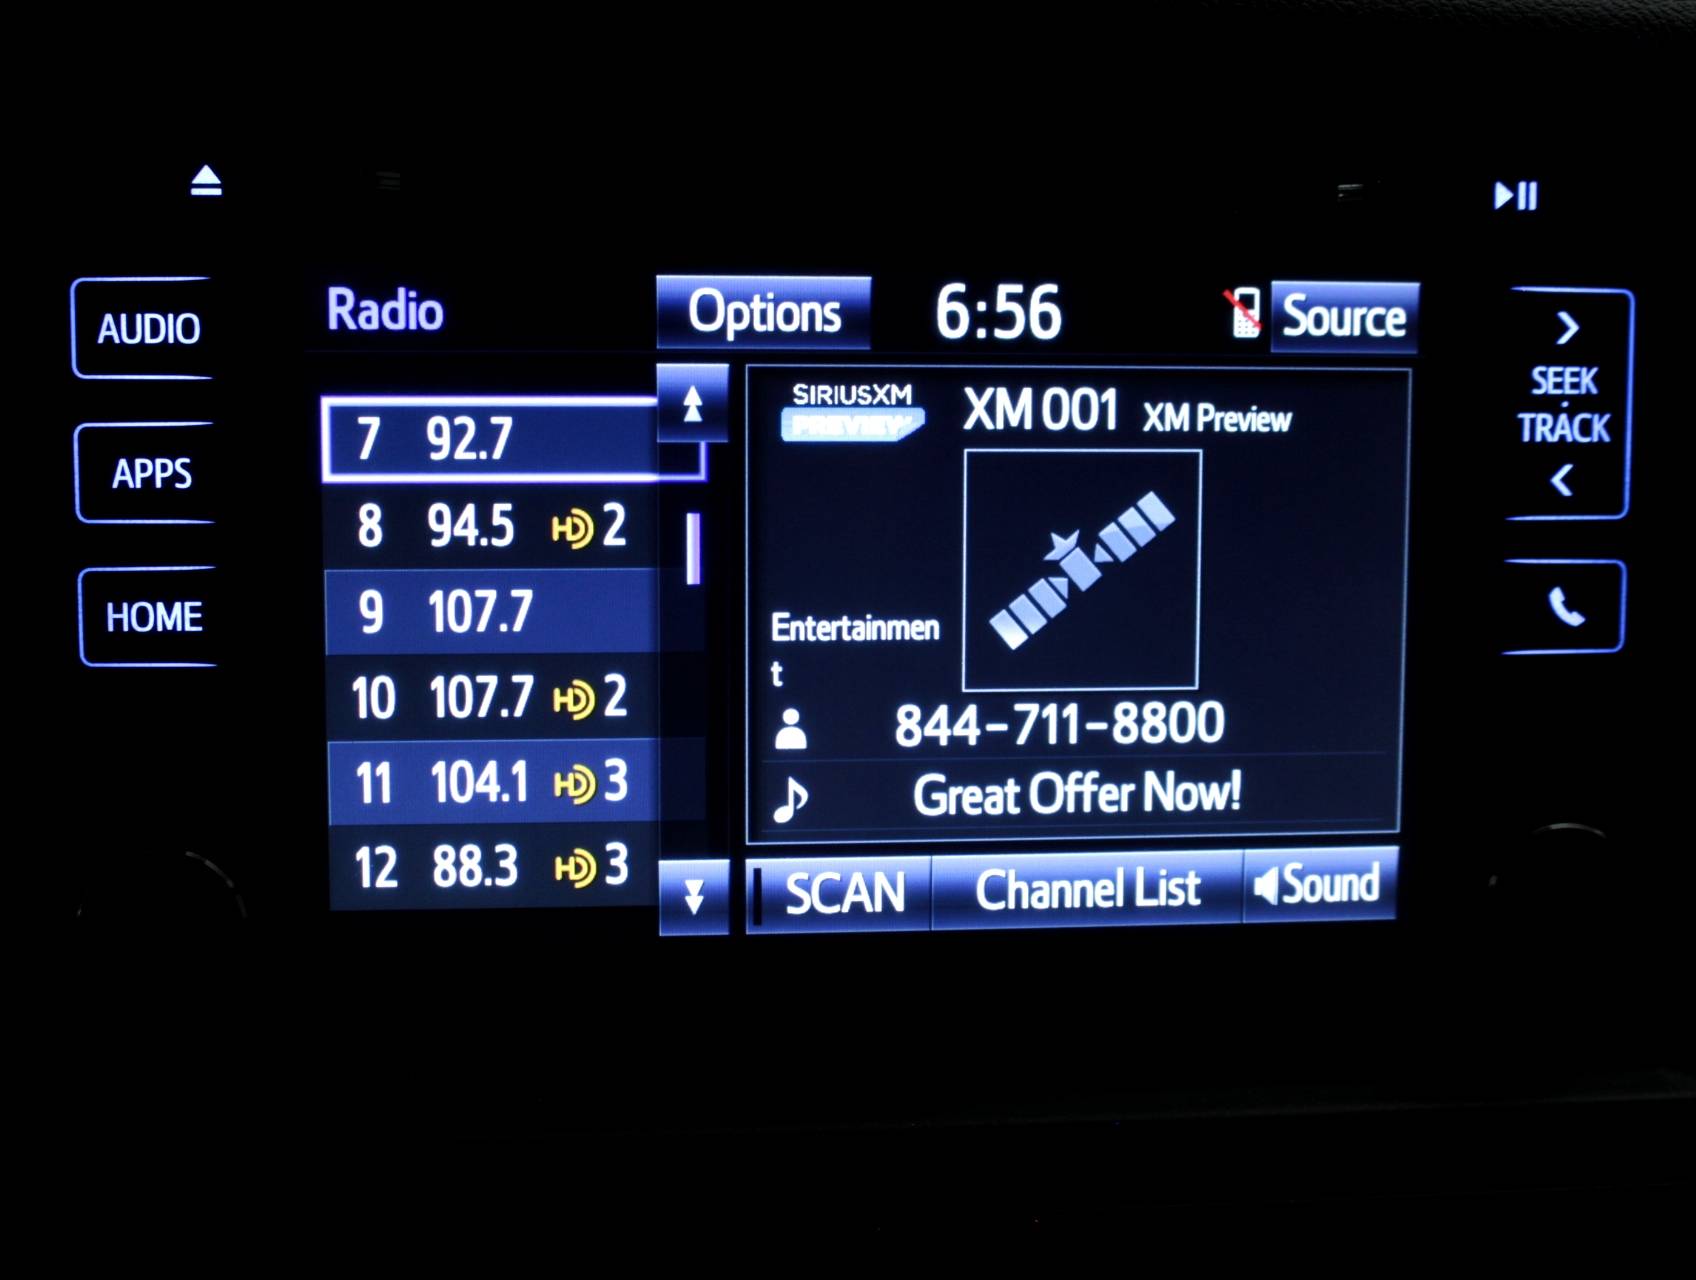 AUDIO
APPS
HOME
Radio
Options
6:56
Source
7 92.7
8 94.5 HD 2
9 107.7
10 107.7 HD 2
11 104.1 HD 3
12 88.3 HD 3
SIRIUSXM
PREVIEW
XM 001 XM Preview
Entertainmen
t
844-711-8800
Great Offer Now!
SCAN
Channel List
Sound
SEEK
TRACK